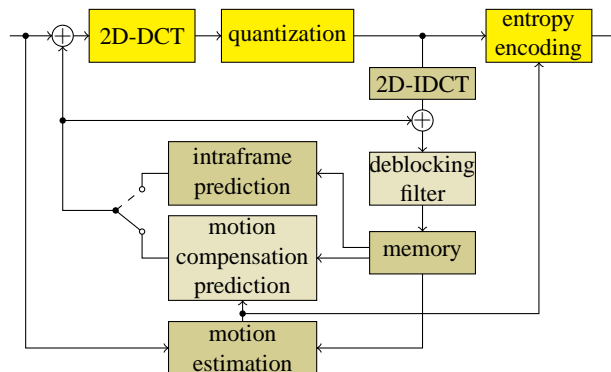 2D-DCT
quantization
entropy
encoding
2D-IDCT
intraframe
prediction
deblocking
filter
motion
compensation
prediction
memory
motion
estimation